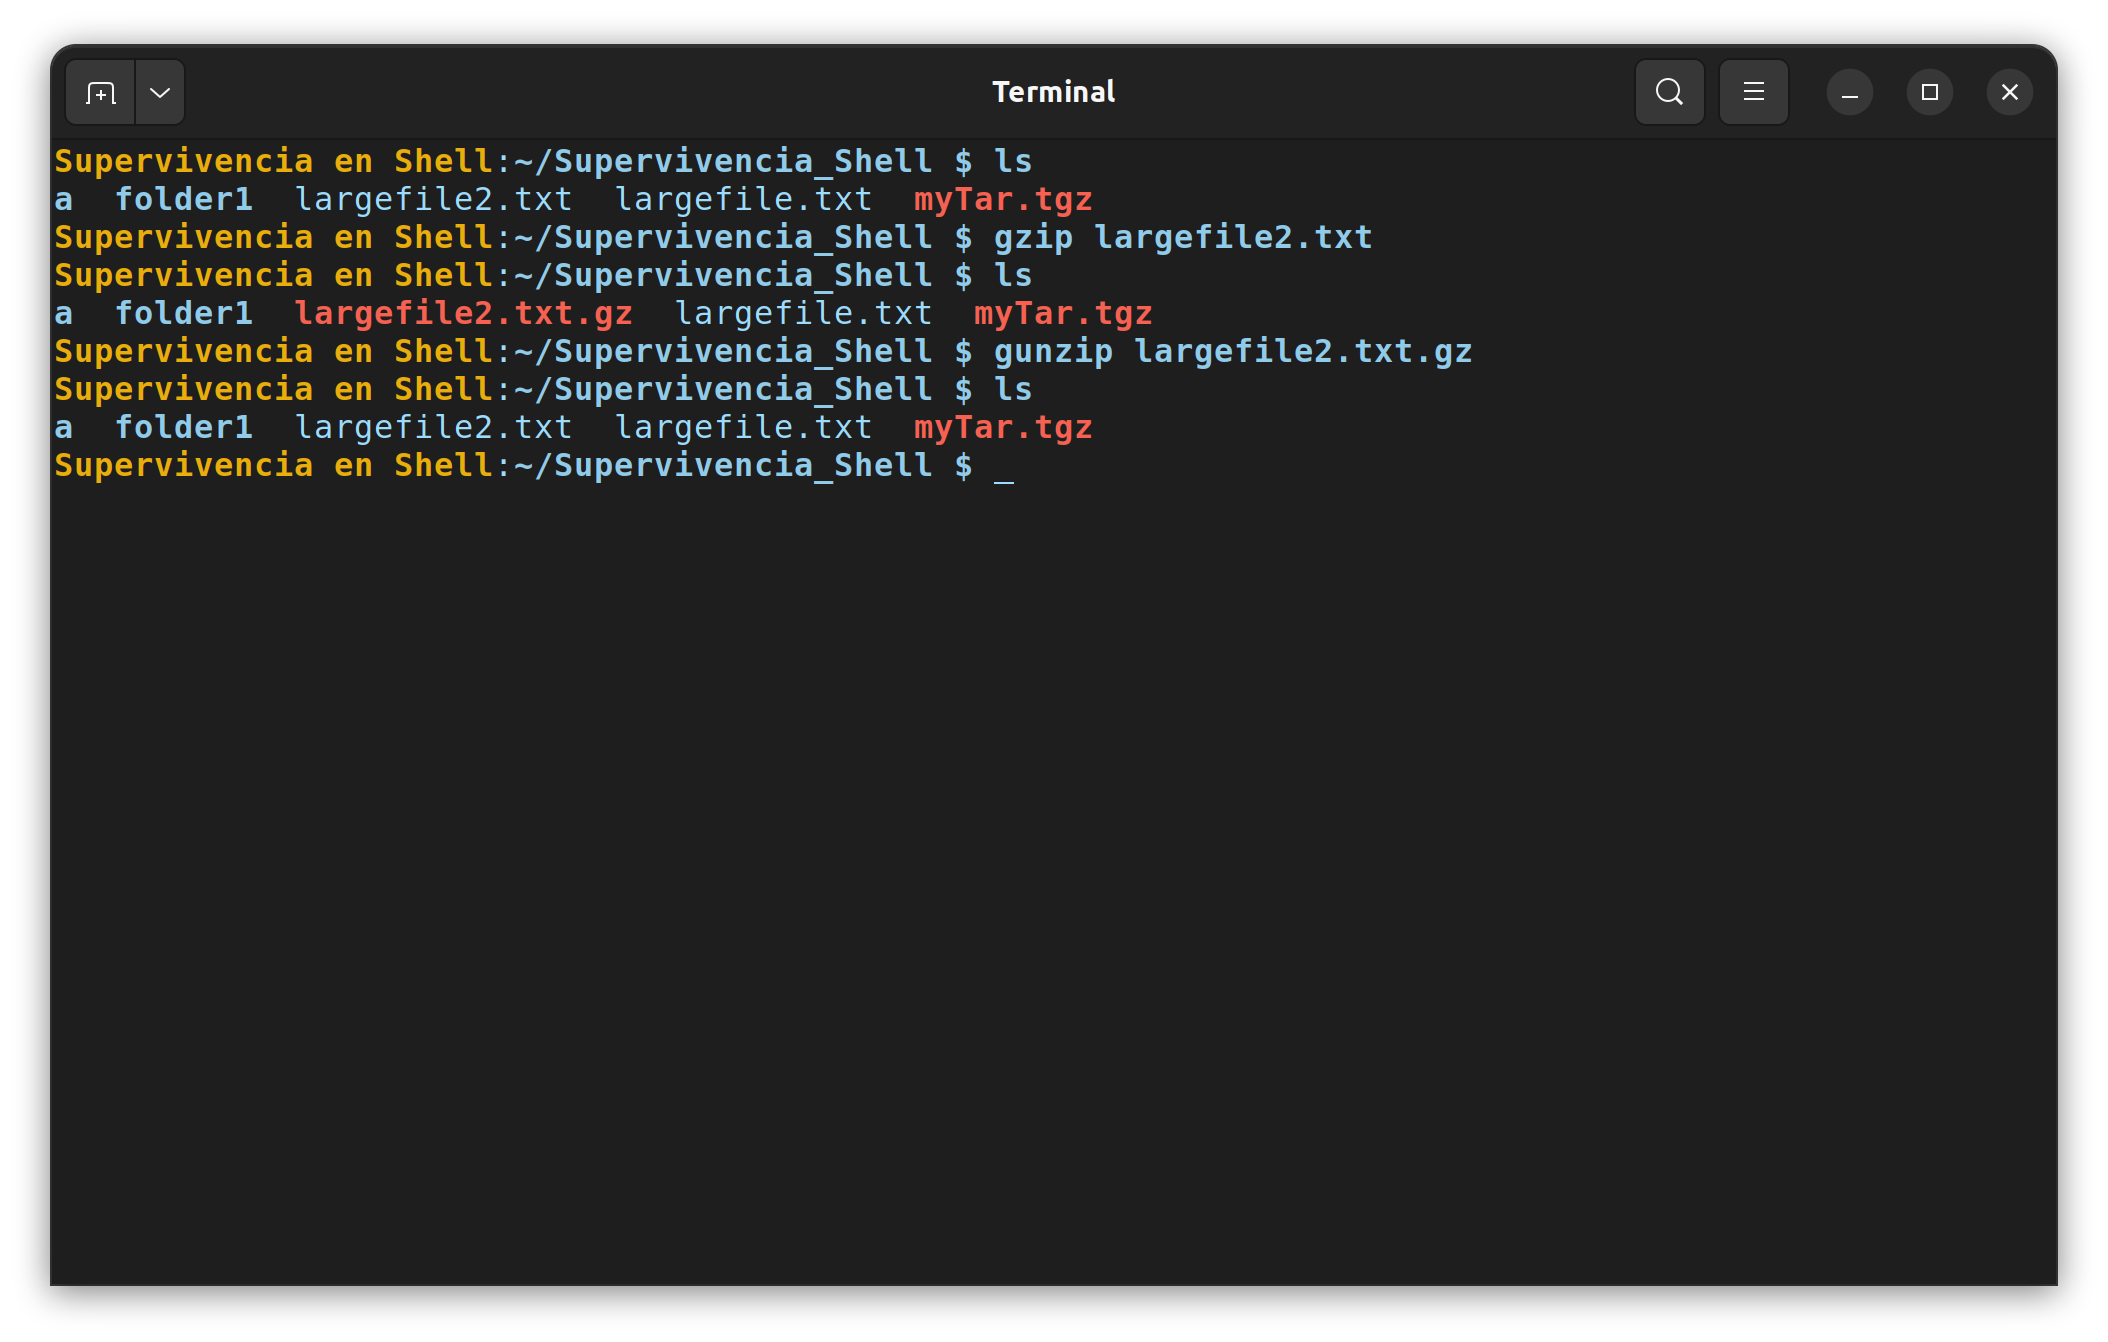 Terminal
Supervivencia en Shell:~/Supervivencia_Shell $ ls
a  folder1  largefile2.txt  largefile.txt  myTar.tgz
Supervivencia en Shell:~/Supervivencia_Shell $ gzip largefile2.txt
Supervivencia en Shell:~/Supervivencia_Shell $ ls
a  folder1  largefile2.txt.gz  largefile.txt  myTar.tgz
Supervivencia en Shell:~/Supervivencia_Shell $ gunzip largefile2.txt.gz
Supervivencia en Shell:~/Supervivencia_Shell $ ls
a  folder1  largefile2.txt  largefile.txt  myTar.tgz
Supervivencia en Shell:~/Supervivencia_Shell $ _